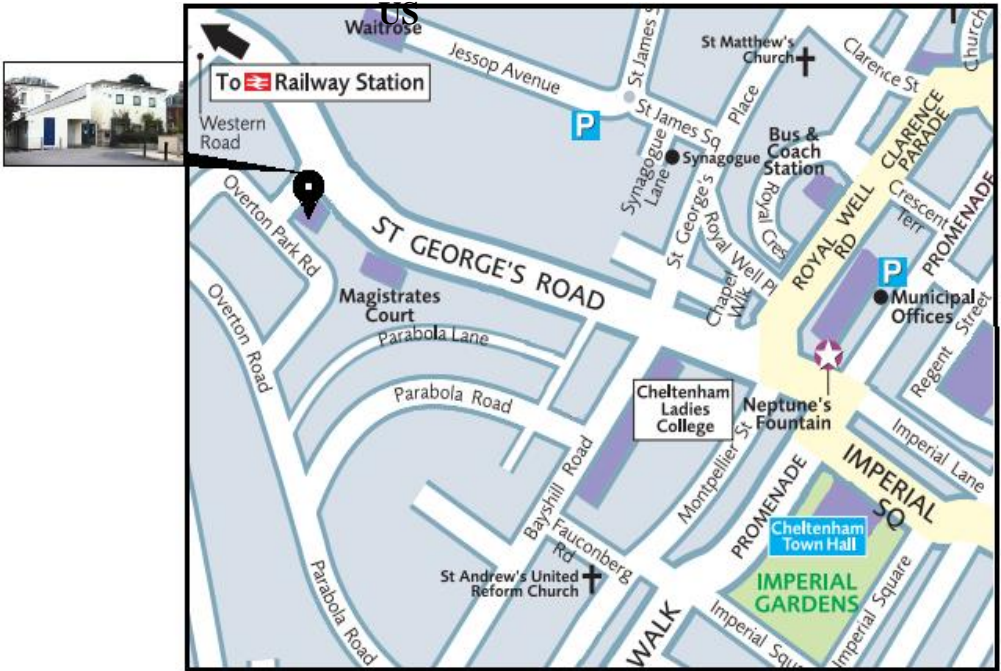 US
Waitrose
Jessop Avenue
St James S
St Matthew's
Church
Clarence St
Church
To Railway Station
Western
Road
P
St James Sq
Place
Bus &
Coach
Station
CLARENCE
PARADE
Synagogue
Lane
Synagogue
Crescent
Terr
PROMENADE
Overton Park Rd
ST GEORGE'S ROAD
St George's
Royal Cres
Royal Well Pl
ROYAL WELL
RD
P
Chapel
Wlk
Municipal
Offices
Magistrates
Court
Overton Road
Parabola Lane
Regent Street
Parabola Road
Cheltenham
Ladies
College
Neptune's
Fountain
Montpellier St
Imperial Lane
Bayshill Road
PROMENADE
IMPERIAL
SQ
Cheltenham
Town Hall
Fauconberg
Rd
St Andrew's United
Reform Church
IMPERIAL
GARDENS
Parabola Road
WALK
Imperial Squ
Imperial Square